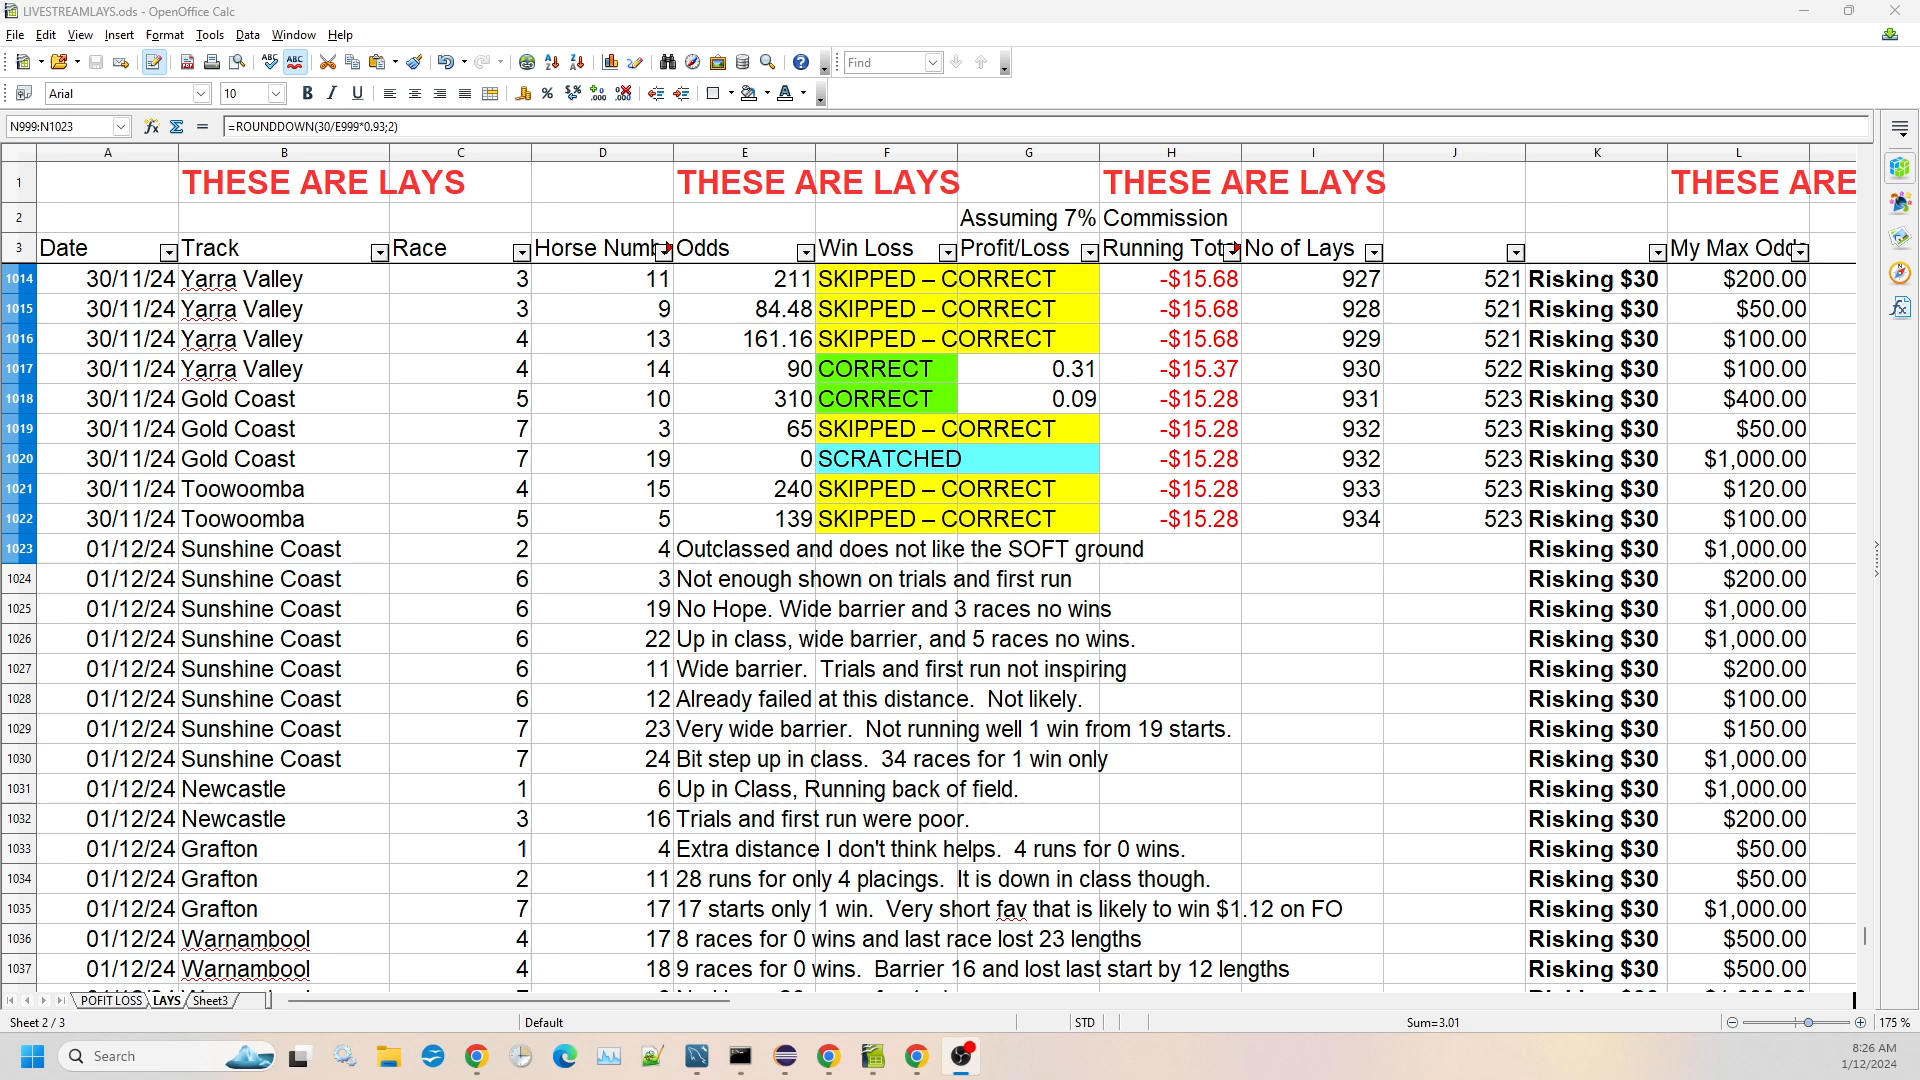 LIVESTREAMLAYS.ods - OpenOffice Calc
File Edit View Insert Format Tools Data Window Help
Find
Arial 10
N999:N1023 =ROUNDDOWN(30/E999*0.93;2)
A B C D E F G H I J K L
1 THESE ARE LAYS THESE ARE LAYS THESE ARE LAYS THESE ARE
2 Assuming 7% Commission
3 Date Track Race Horse Numb Odds Win Loss Profit/Loss Running Tota No of Lays My Max Odds
1014 30/11/24 Yarra Valley 3 11 211 SKIPPED – CORRECT -$15.68 927 521 Risking $30 $200.00
1015 30/11/24 Yarra Valley 3 9 84.48 SKIPPED – CORRECT -$15.68 928 521 Risking $30 $50.00
1016 30/11/24 Yarra Valley 4 13 161.16 SKIPPED – CORRECT -$15.68 929 521 Risking $30 $100.00
1017 30/11/24 Yarra Valley 4 14 90 CORRECT 0.31 -$15.37 930 522 Risking $30 $100.00
1018 30/11/24 Gold Coast 5 10 310 CORRECT 0.09 -$15.28 931 523 Risking $30 $400.00
1019 30/11/24 Gold Coast 7 3 65 SKIPPED – CORRECT -$15.28 932 523 Risking $30 $50.00
1020 30/11/24 Gold Coast 7 19 0 SCRATCHED -$15.28 932 523 Risking $30 $1,000.00
1021 30/11/24 Toowoomba 4 15 240 SKIPPED – CORRECT -$15.28 933 523 Risking $30 $120.00
1022 30/11/24 Toowoomba 5 5 139 SKIPPED – CORRECT -$15.28 934 523 Risking $30 $100.00
1023 01/12/24 Sunshine Coast 2 4 Outclassed and does not like the SOFT ground Risking $30 $1,000.00
1024 01/12/24 Sunshine Coast 6 3 Not enough shown on trials and first run Risking $30 $200.00
1025 01/12/24 Sunshine Coast 6 19 No Hope. Wide barrier and 3 races no wins Risking $30 $1,000.00
1026 01/12/24 Sunshine Coast 6 22 Up in class, wide barrier, and 5 races no wins. Risking $30 $1,000.00
1027 01/12/24 Sunshine Coast 6 11 Wide barrier. Trials and first run not inspiring Risking $30 $200.00
1028 01/12/24 Sunshine Coast 6 12 Already failed at this distance. Not likely. Risking $30 $100.00
1029 01/12/24 Sunshine Coast 7 23 Very wide barrier. Not running well 1 win from 19 starts. Risking $30 $150.00
1030 01/12/24 Sunshine Coast 7 24 Bit step up in class. 34 races for 1 win only Risking $30 $1,000.00
1031 01/12/24 Newcastle 1 6 Up in Class, Running back of field. Risking $30 $1,000.00
1032 01/12/24 Newcastle 3 16 Trials and first run were poor. Risking $30 $200.00
1033 01/12/24 Grafton 1 4 Extra distance I don't think helps. 4 runs for 0 wins. Risking $30 $50.00
1034 01/12/24 Grafton 2 11 28 runs for only 4 placings. It is down in class though. Risking $30 $50.00
1035 01/12/24 Grafton 7 17 17 starts only 1 win. Very short fav that is likely to win $1.12 on FO Risking $30 $1,000.00
1036 01/12/24 Warnambool 4 17 8 races for 0 wins and last race lost 23 lengths Risking $30 $500.00
1037 01/12/24 Warnambool 4 18 9 races for 0 wins. Barrier 16 and lost last start by 12 lengths Risking $30 $500.00
POFIT LOSS LAYS Sheet3
Sheet 2 / 3 Default STD Sum=3.01 175 %
Search
8:26 AM
1/12/2024